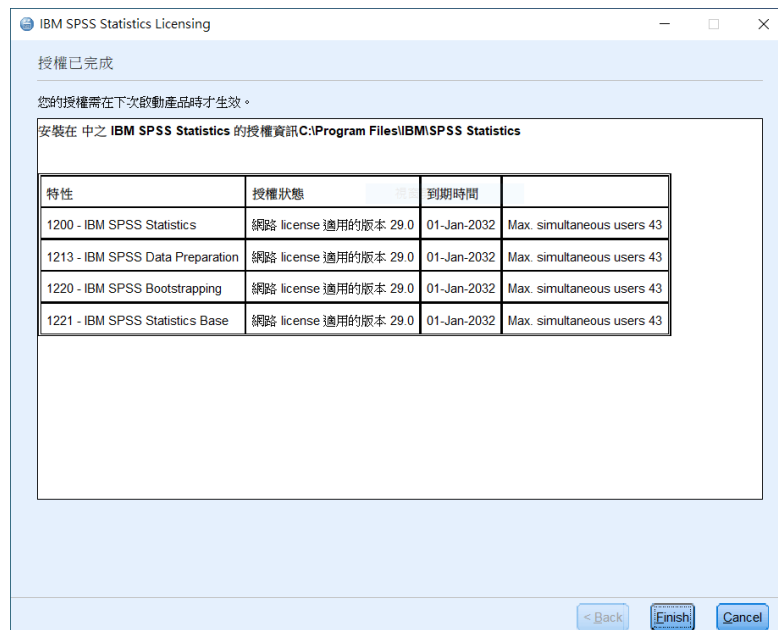 IBM SPSS Statistics Licensing
授權已完成
您的授權需在下次啟動產品時才生效。
安裝在 中之 IBM SPSS Statistics 的授權資訊C:\Program Files\IBM\SPSS Statistics
特性 授權狀態 到期時間
1200 - IBM SPSS Statistics 網路 license 適用的版本 29.0 01-Jan-2032 Max. simultaneous users 43
1213 - IBM SPSS Data Preparation 網路 license 適用的版本 29.0 01-Jan-2032 Max. simultaneous users 43
1220 - IBM SPSS Bootstrapping 網路 license 適用的版本 29.0 01-Jan-2032 Max. simultaneous users 43
1221 - IBM SPSS Statistics Base 網路 license 適用的版本 29.0 01-Jan-2032 Max. simultaneous users 43
< Back Finish Cancel